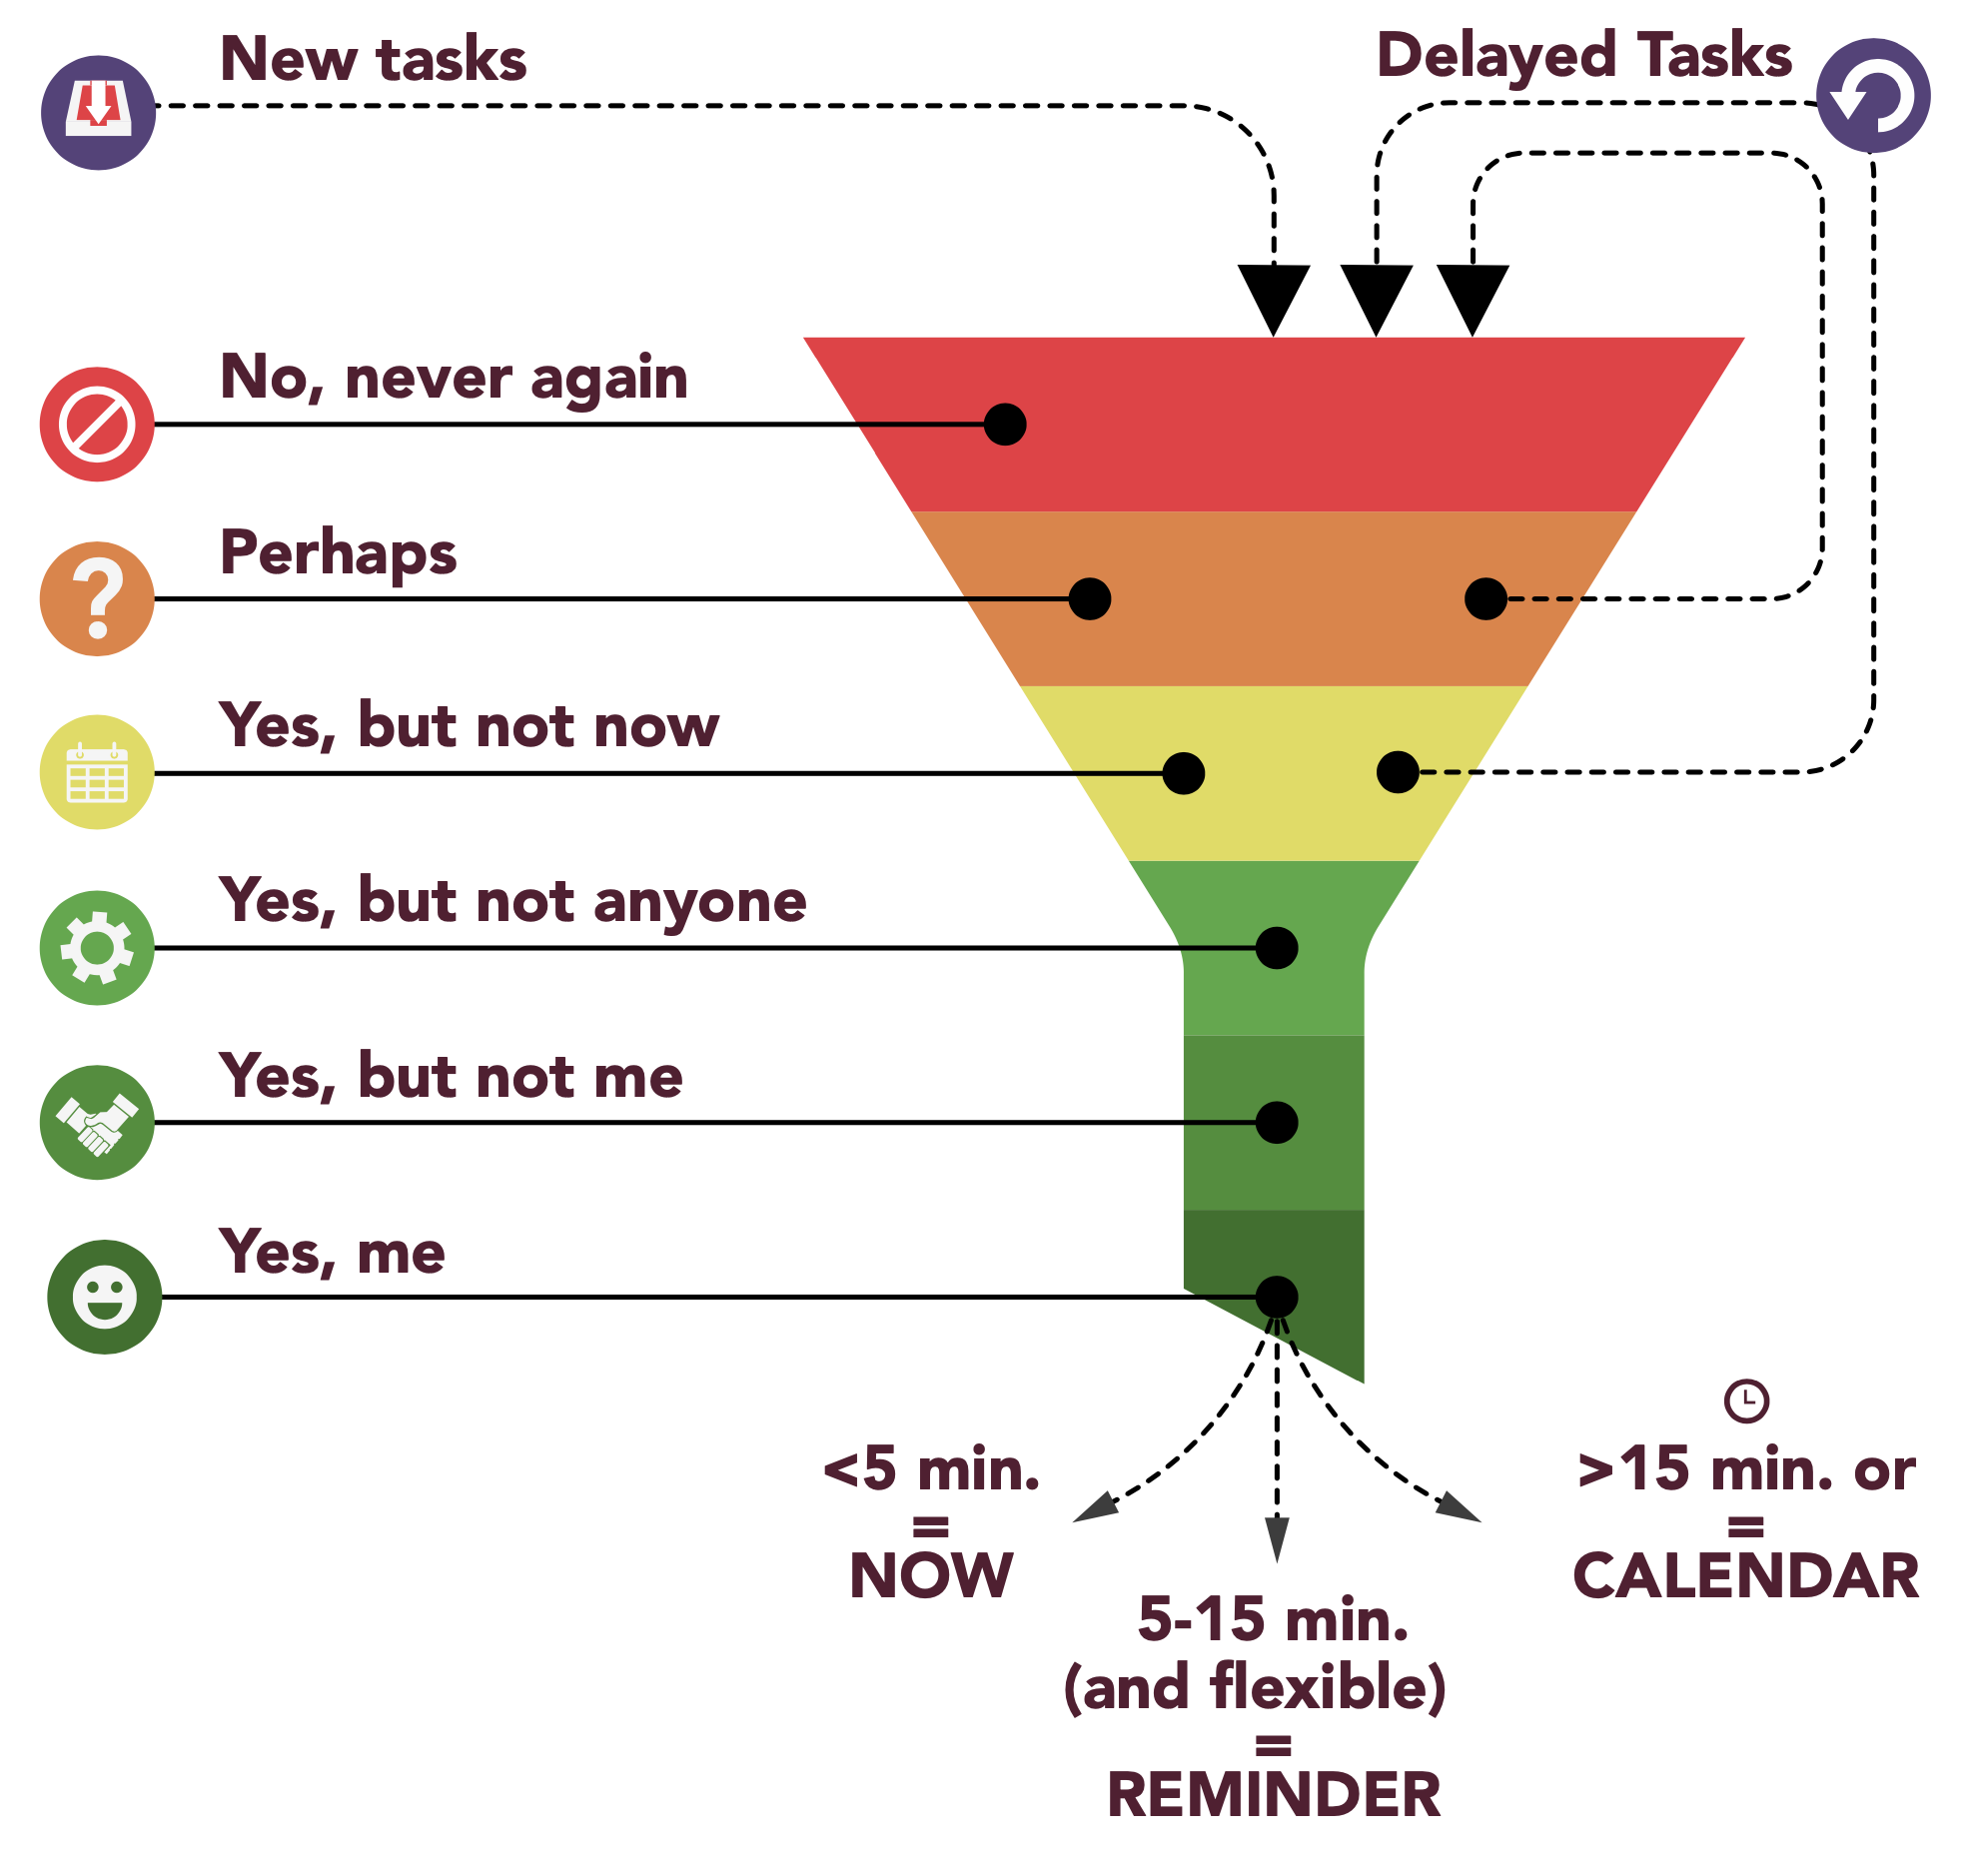 New tasks
Delayed Tasks
No, never again
Perhaps
Yes, but not now
Yes, but not anyone
Yes, but not me
Yes, me
<5 min.
=
NOW
5-15 min.
(and flexible)
=
REMINDER
>15 min. or
=
CALENDAR